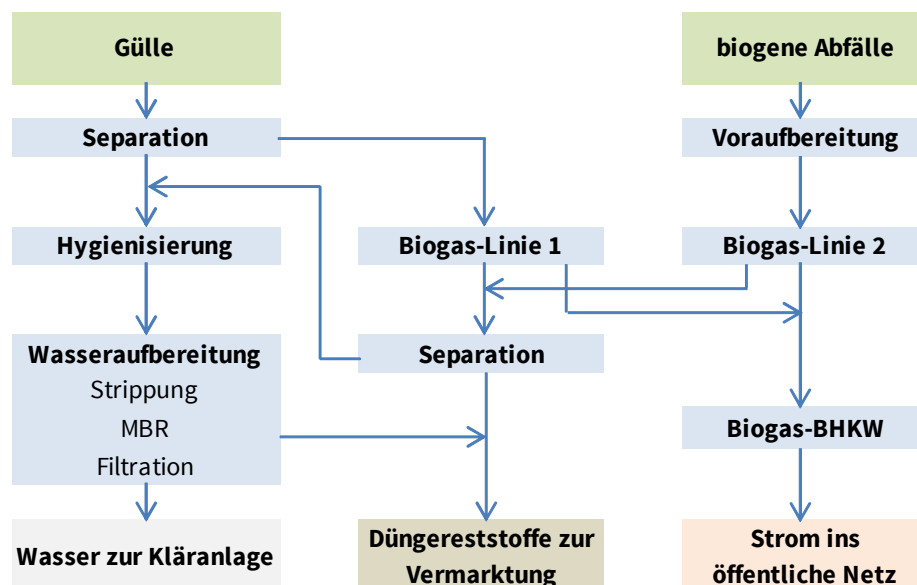 Gülle
biogene Abfälle
Separation
Voraufbereitung
Hygienisierung
Biogas-Linie 1
Biogas-Linie 2
Wasseraufbereitung
Strippung
MBR
Filtration
Separation
Biogas-BHKW
Wasser zur Kläranlage
Düngereststoffe zur
Vermarktung
Strom ins
öffentliche Netz